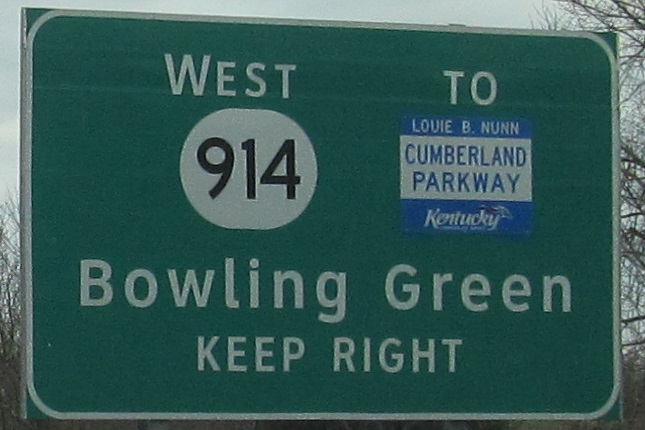 WEST TO
914
LOUIE B. NUNN
CUMBERLAND
PARKWAY
Kentucky
Bowling Green
KEEP RIGHT